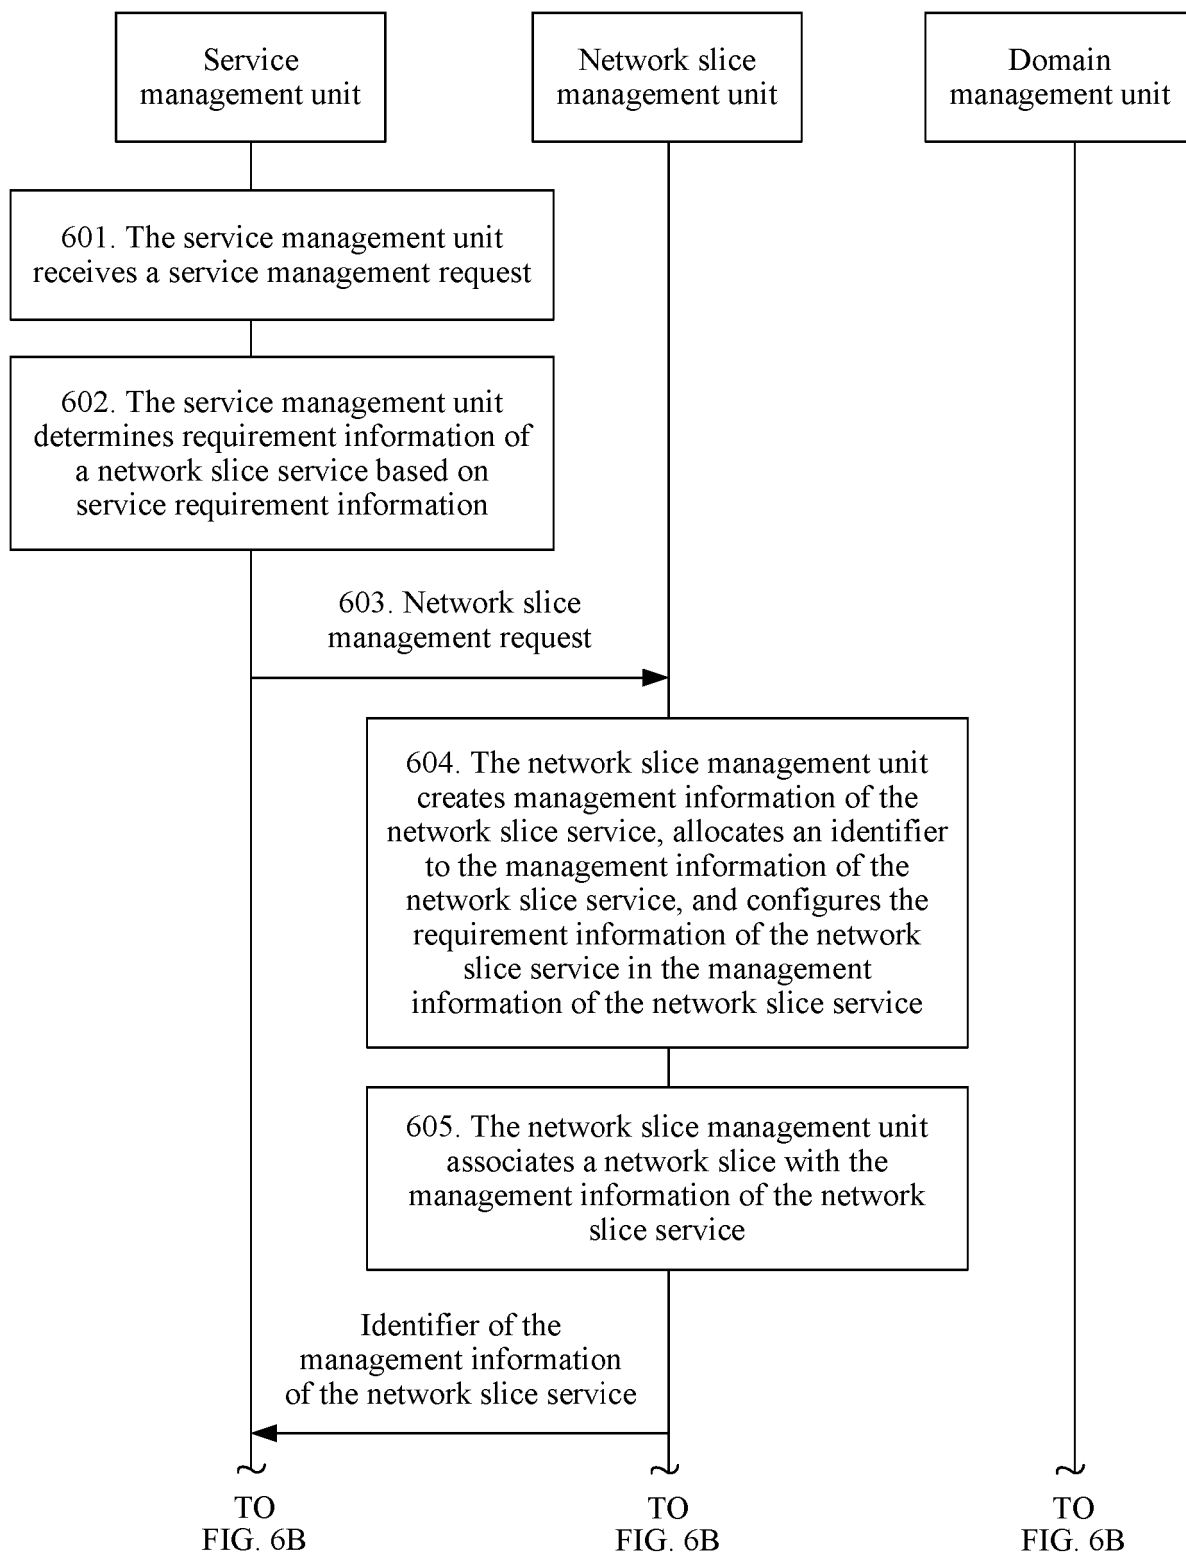 Service
management unit
Network slice
management unit
Domain
management unit
601. The service management unit
receives a service management request
602. The service management unit
determines requirement information of
a network slice service based on
service requirement information
603. Network slice
management request
604. The network slice management unit
creates management information of the
network slice service, allocates an identifier
to the management information of the
network slice service, and configures the
requirement information of the network
slice service in the management
information of the network slice service
605. The network slice management unit
associates a network slice with the
management information of the network
slice service
Identifier of the
management information
of the network slice service
TO
FIG. 6B
TO
FIG. 6B
TO
FIG. 6B